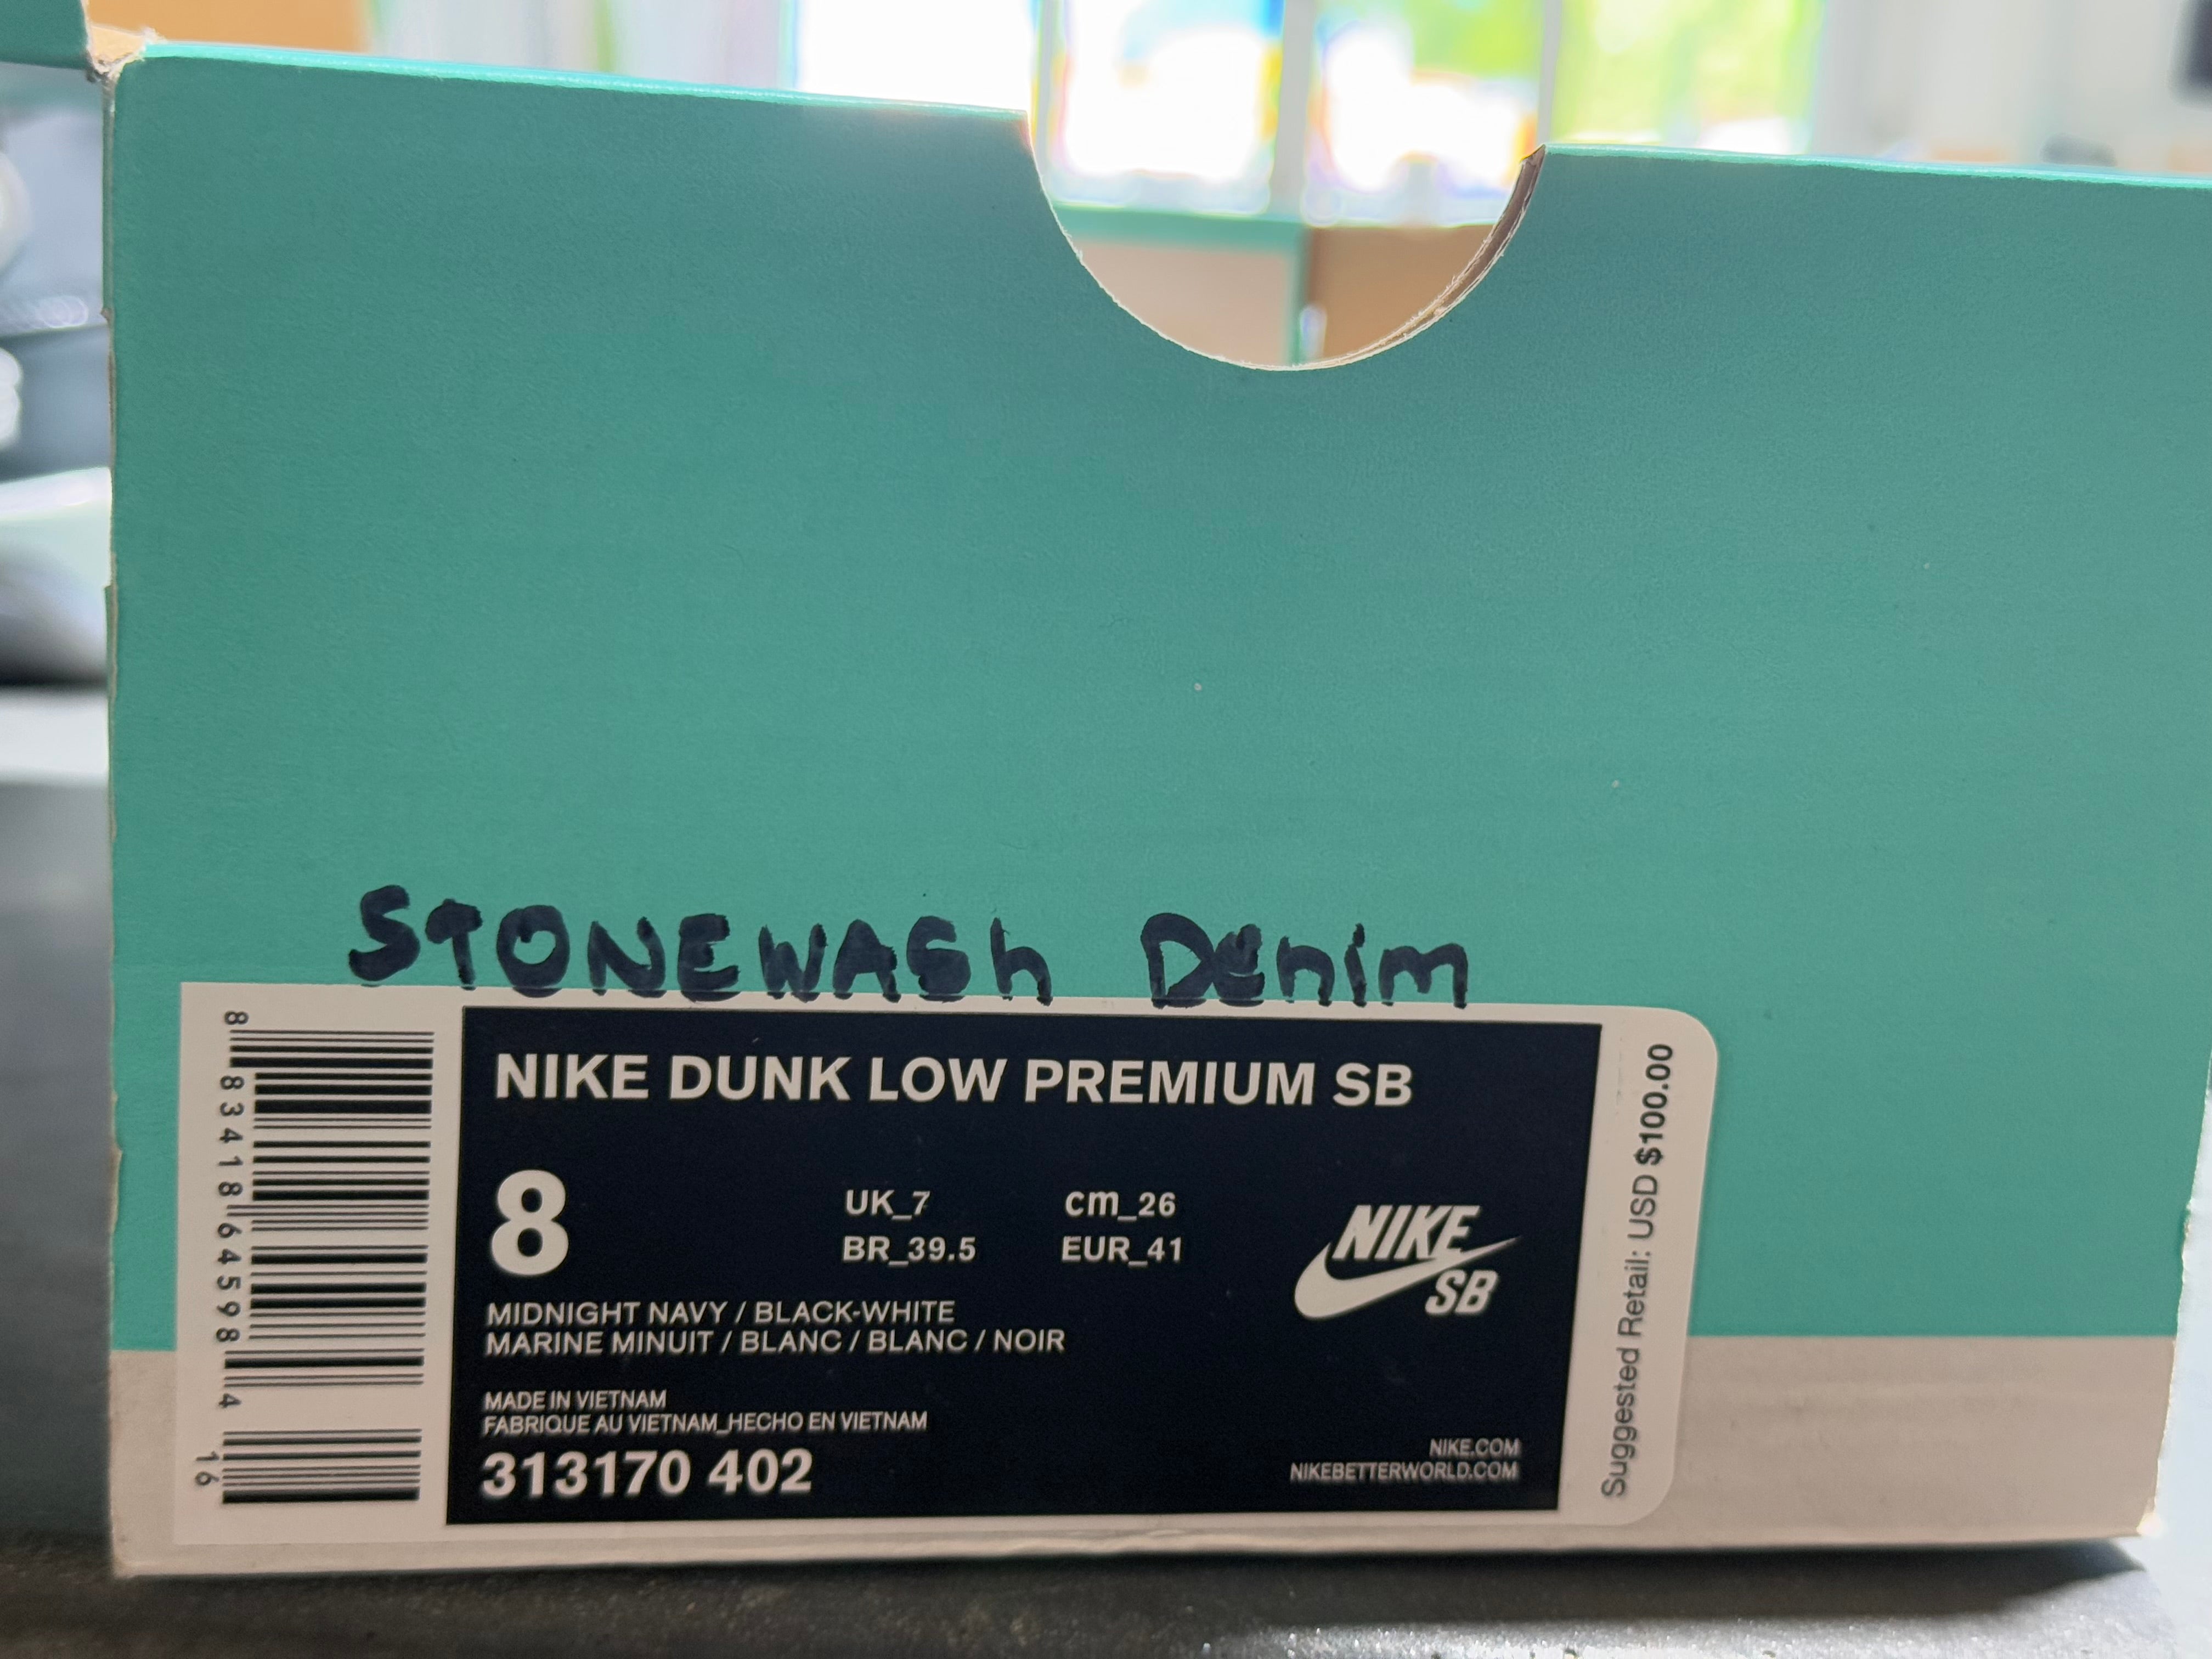 STONEWASh Denim
NIKE DUNK LOW PREMIUM SB
8
UK_7 cm_26
BR_39.5 EUR_41
NIKE
SB
MIDNIGHT NAVY / BLACK-WHITE
MARINE MINUIT / BLANC / BLANC / NOIR
MADE IN VIETNAM
FABRIQUE AU VIETNAM_HECHO EN VIETNAM
313170 402
NIKE.COM
NIKEBETTERWORLD.COM
8 83418 64598 4
16
Suggested Retail: USD $100.00